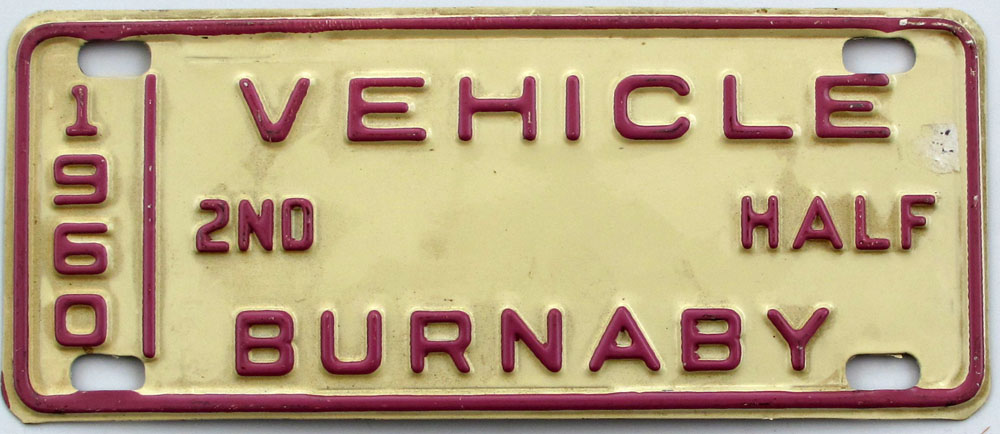 1960
VEHICLE
2ND HALF
BURNABY